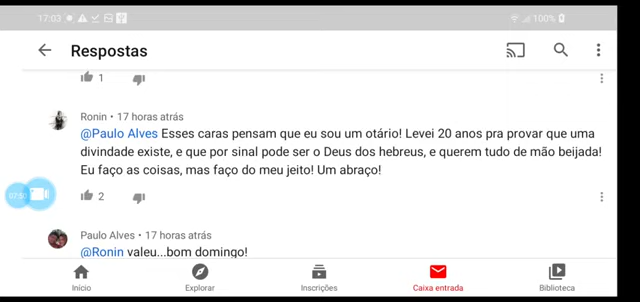 17:03 100%
Respostas
1
Ronin • 17 horas atrás
@Paulo Alves Esses caras pensam que eu sou um otário! Levei 20 anos pra provar que uma
divindade existe, e que por sinal pode ser o Deus dos hebreus, e querem tudo de mão beijada!
Eu faço as coisas, mas faço do meu jeito! Um abraço!
07:50
2
Paulo Alves • 17 horas atrás
@Ronin valeu...bom domingo!
Início Explorar Inscrições Caixa entrada Biblioteca